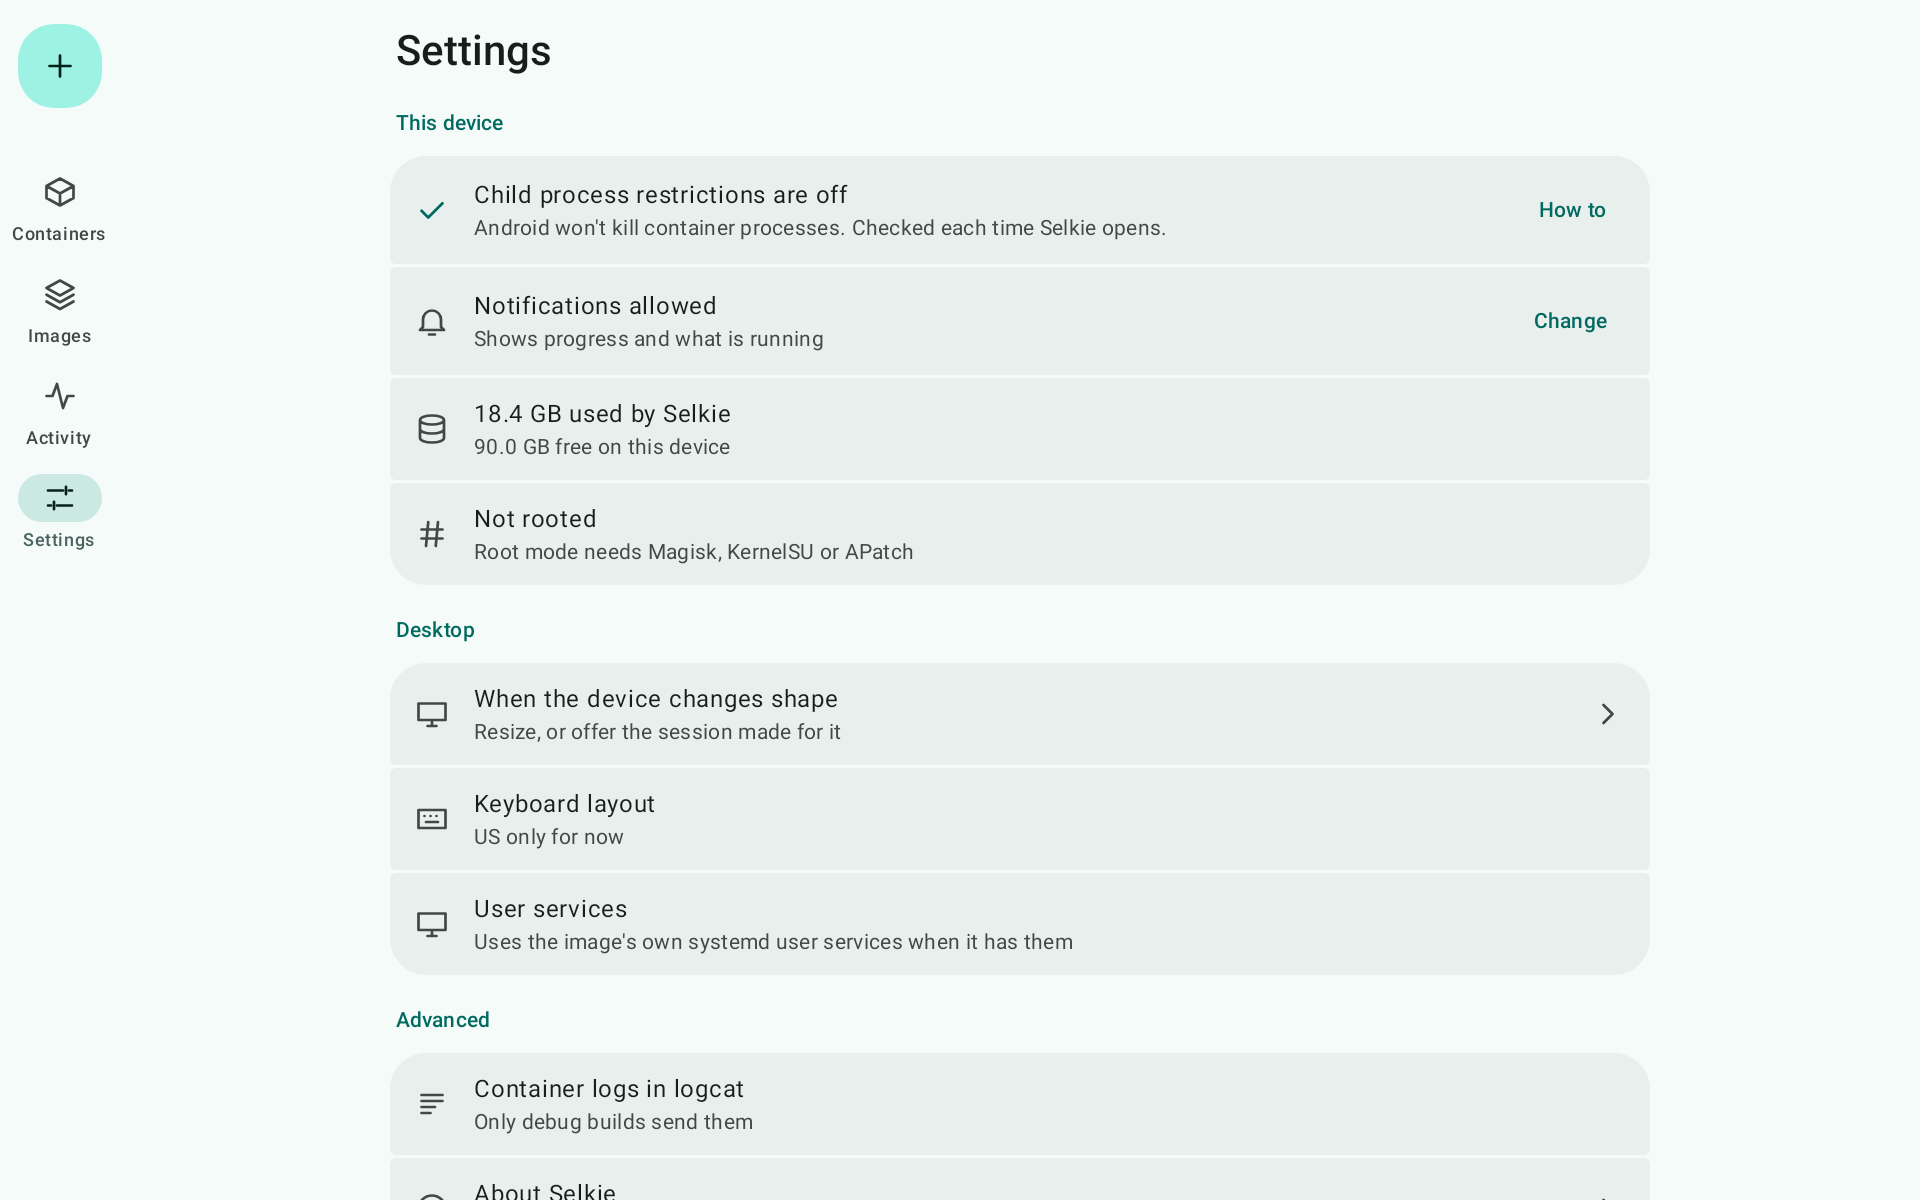 Settings
This device
Child process restrictions are off
Android won't kill container processes. Checked each time Selkie opens.
How to
Notifications allowed
Shows progress and what is running
Change
18.4 GB used by Selkie
90.0 GB free on this device
Not rooted
Root mode needs Magisk, KernelSU or APatch
Desktop
When the device changes shape
Resize, or offer the session made for it
Keyboard layout
US only for now
User services
Uses the image's own systemd user services when it has them
Advanced
Container logs in logcat
Only debug builds send them
About Selkie
Containers
Images
Activity
Settings